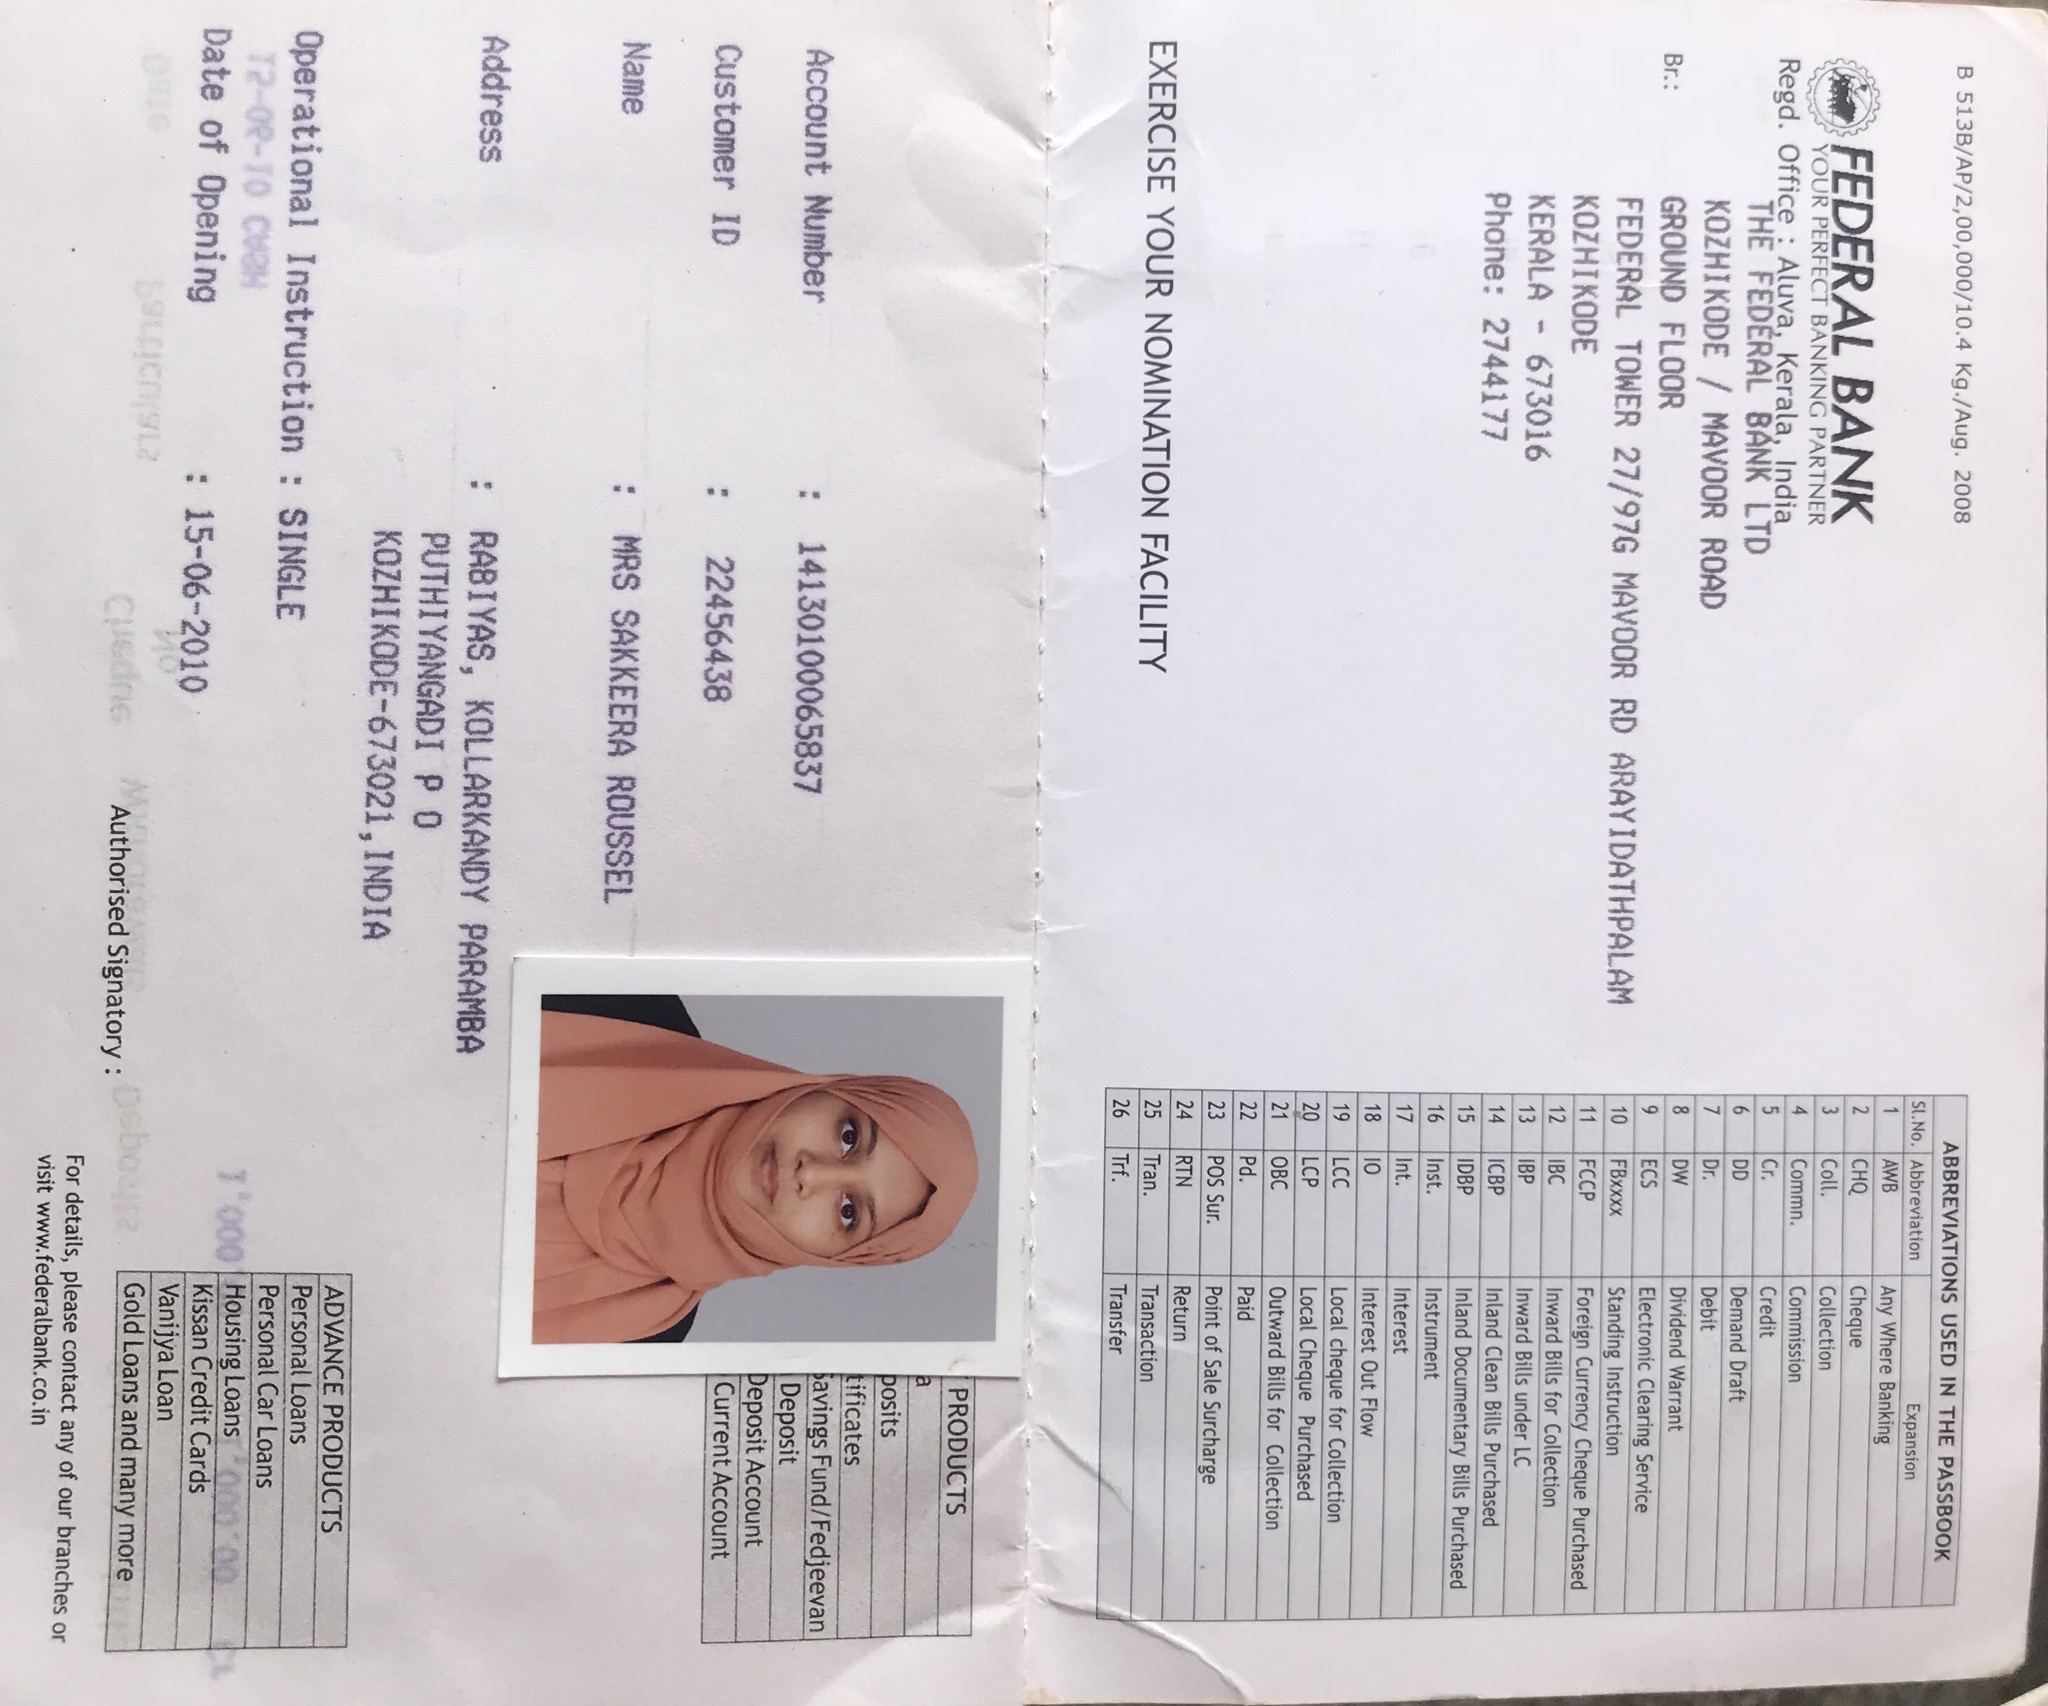 B 513B/AP/2,00,000/10.4 Kg./Aug. 2008
FEDERAL BANK
YOUR PERFECT BANKING PARTNER
Regd. Office : Aluva, Kerala, India
THE FEDERAL BANK LTD
KOZHIKODE / MAVOOR ROAD
Br.: GROUND FLOOR
FEDERAL TOWER 27/97G MAVOOR RD ARAYIDATHPALAM
KOZHIKODE
KERALA - 673016
Phone: 2744177
EXERCISE YOUR NOMINATION FACILITY
ABBREVIATIONS USED IN THE PASSBOOK
Sl.No. Abbreviation Expansion
1 AWB Any Where Banking
2 CHQ Cheque
3 Coll. Collection
4 Commn. Commission
5 Cr. Credit
6 DD Demand Draft
7 Dr. Debit
8 DW Dividend Warrant
9 ECS Electronic Clearing Service
10 FBxxxx Standing Instruction
11 FCCP Foreign Currency Cheque Purchased
12 IBC Inward Bills for Collection
13 IBP Inward Bills under LC
14 ICBP Inland Clean Bills Purchased
15 IDBP Inland Documentary Bills Purchased
16 Inst. Instrument
17 Int. Interest
18 IO Interest Out Flow
19 LCC Local cheque for Collection
20 LCP Local Cheque Purchased
21 OBC Outward Bills for Collection
22 Pd. Paid
23 POS Sur. Point of Sale Surcharge
24 RTN Return
25 Tran. Transaction
26 Trf. Transfer
Account Number : 14130100065837
Customer ID : 22456438
Name : MRS SAKKEERA ROUSSEL
Address : RABIYAS, KOLLARKANDY PARAMBA
PUTHIYANGADI P O
KOZHIKODE-673021,INDIA
Operational Instruction : SINGLE
Date of Opening : 15-06-2010
Authorised Signatory :
PRODUCTS
a
posits
tificates
Savings Fund/Fedjeevan
Deposit
Deposit Account
Current Account
ADVANCE PRODUCTS
Personal Loans
Personal Car Loans
Housing Loans
Kissan Credit Cards
Vanijya Loan
Gold Loans and many more
For details, please contact any of our branches or
visit www.federalbank.co.in